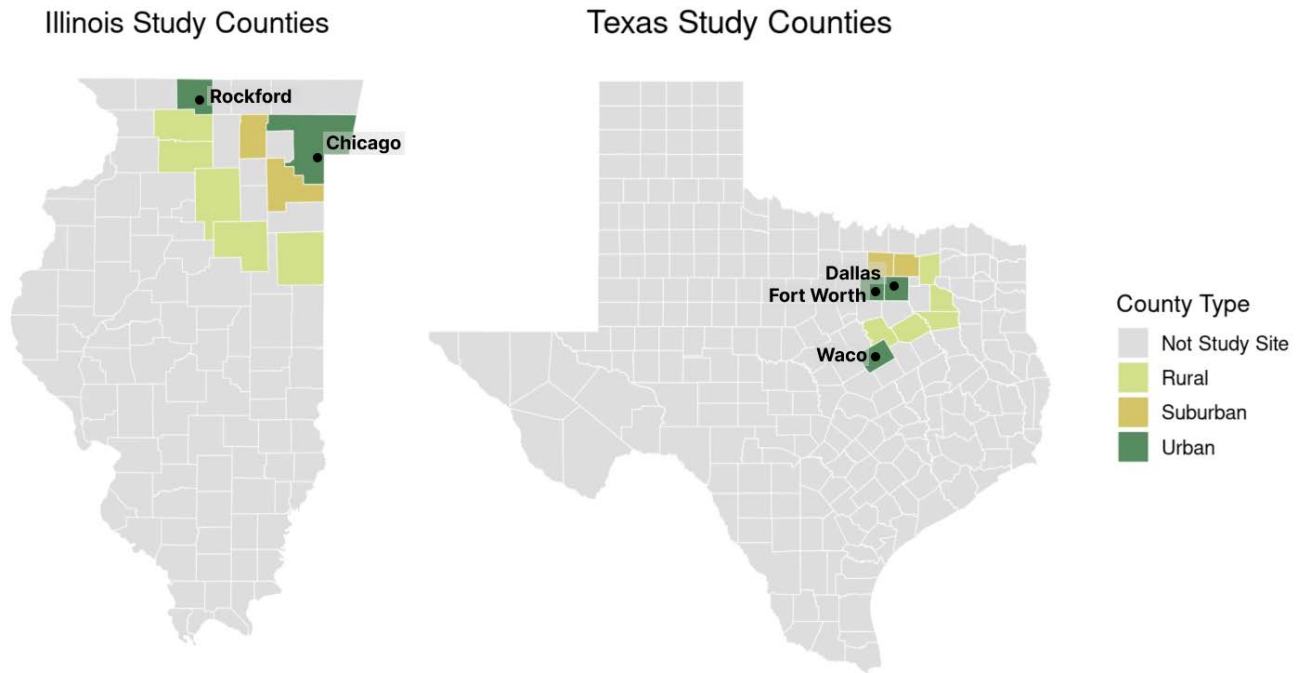 Illinois Study Counties
Texas Study Counties
Rockford
Chicago
Dallas
Fort Worth
Waco
County Type
Not Study Site
Rural
Suburban
Urban